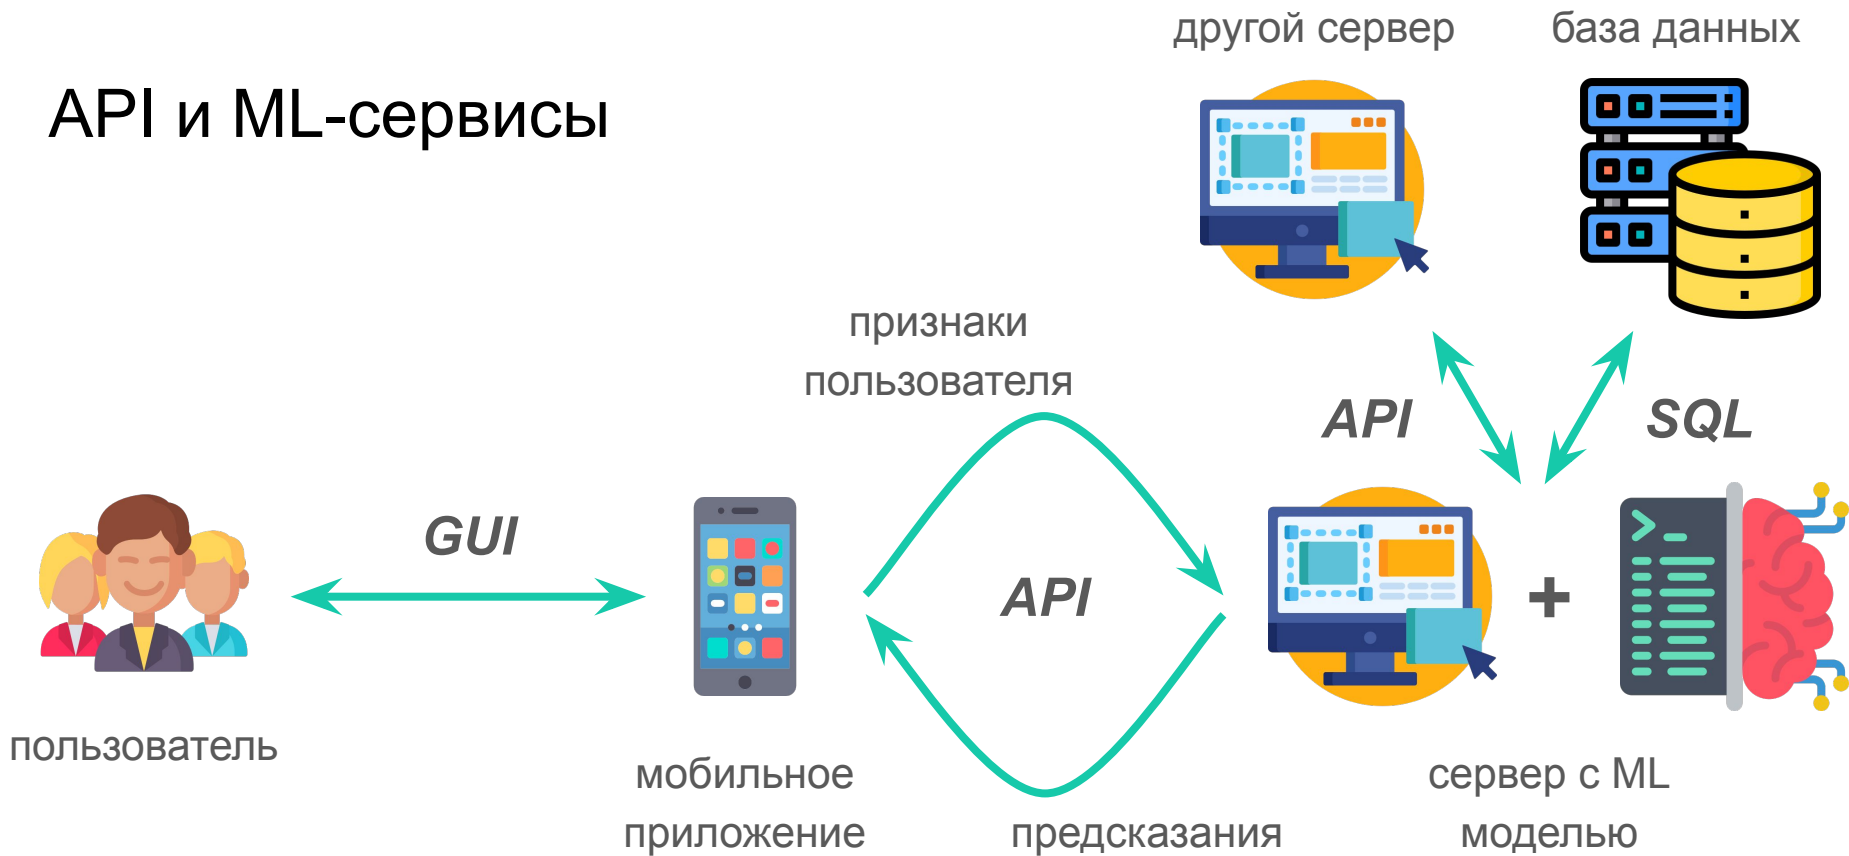 API и ML-сервисы
другой сервер
база данных
признаки
пользователя
API
SQL
GUI
API
+
пользователь
мобильное
приложение
предсказания
сервер с ML
моделью